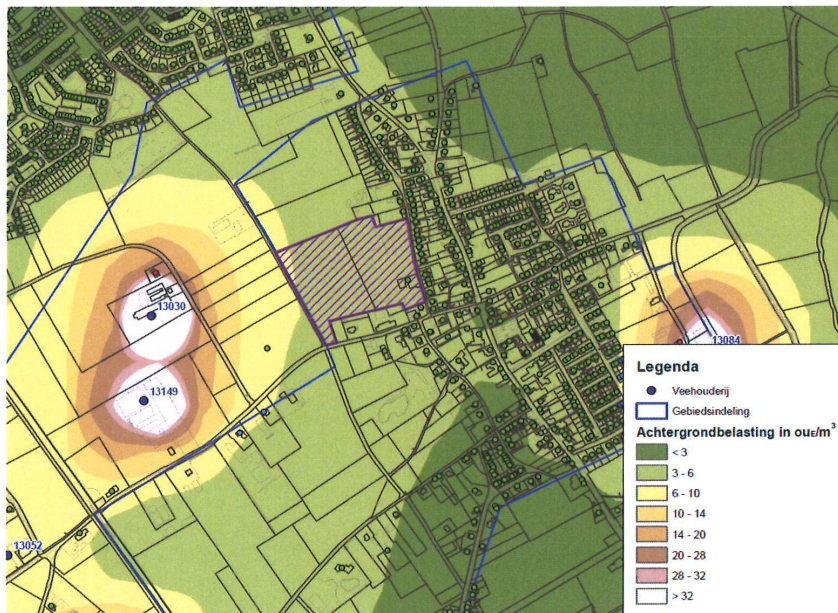 13030
13149
13052
13084
Legenda
Veehouderij
Gebiedsindeling
Achtergrondbelasting in ouE/m³
< 3
3 - 6
6 - 10
10 - 14
14 - 20
20 - 28
28 - 32
> 32